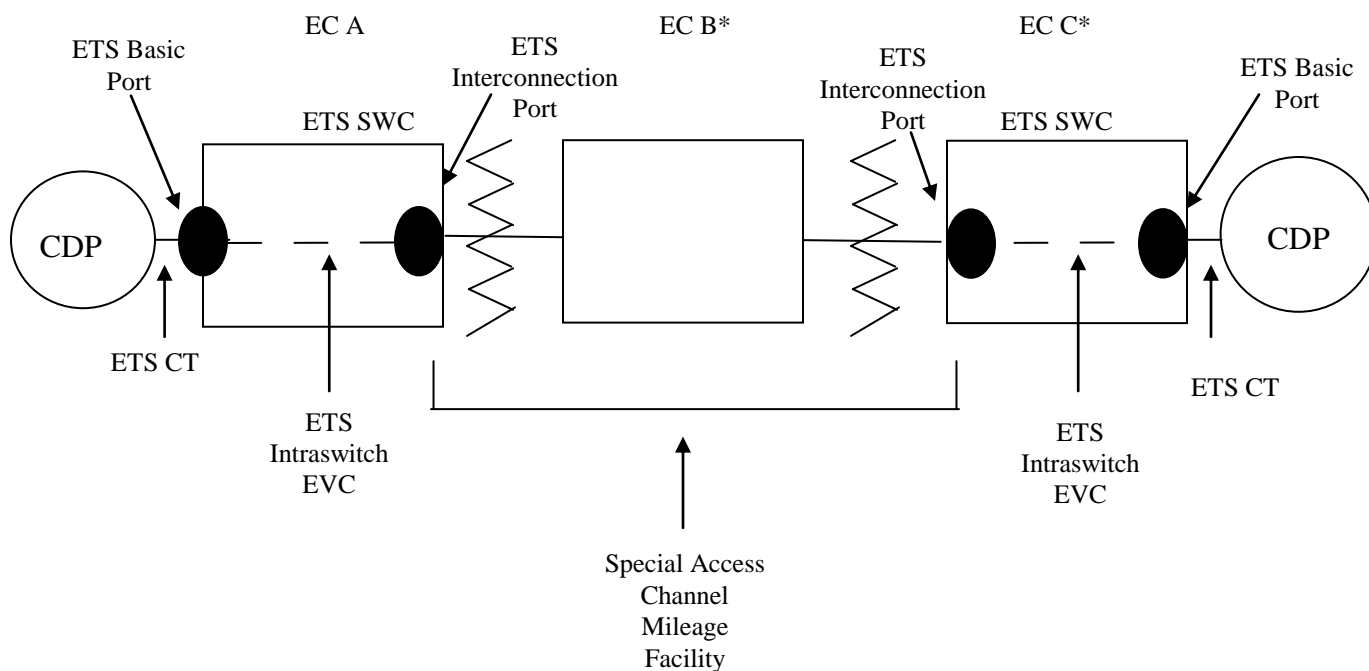 EC A
EC B*
EC C*
ETS Basic
Port
ETS
Interconnection
Port
ETS
Interconnection
Port
ETS Basic
Port
ETS SWC
ETS SWC
CDP
CDP
ETS CT
ETS CT
ETS
Intraswitch
EVC
ETS
Intraswitch
EVC
Special Access
Channel
Mileage
Facility